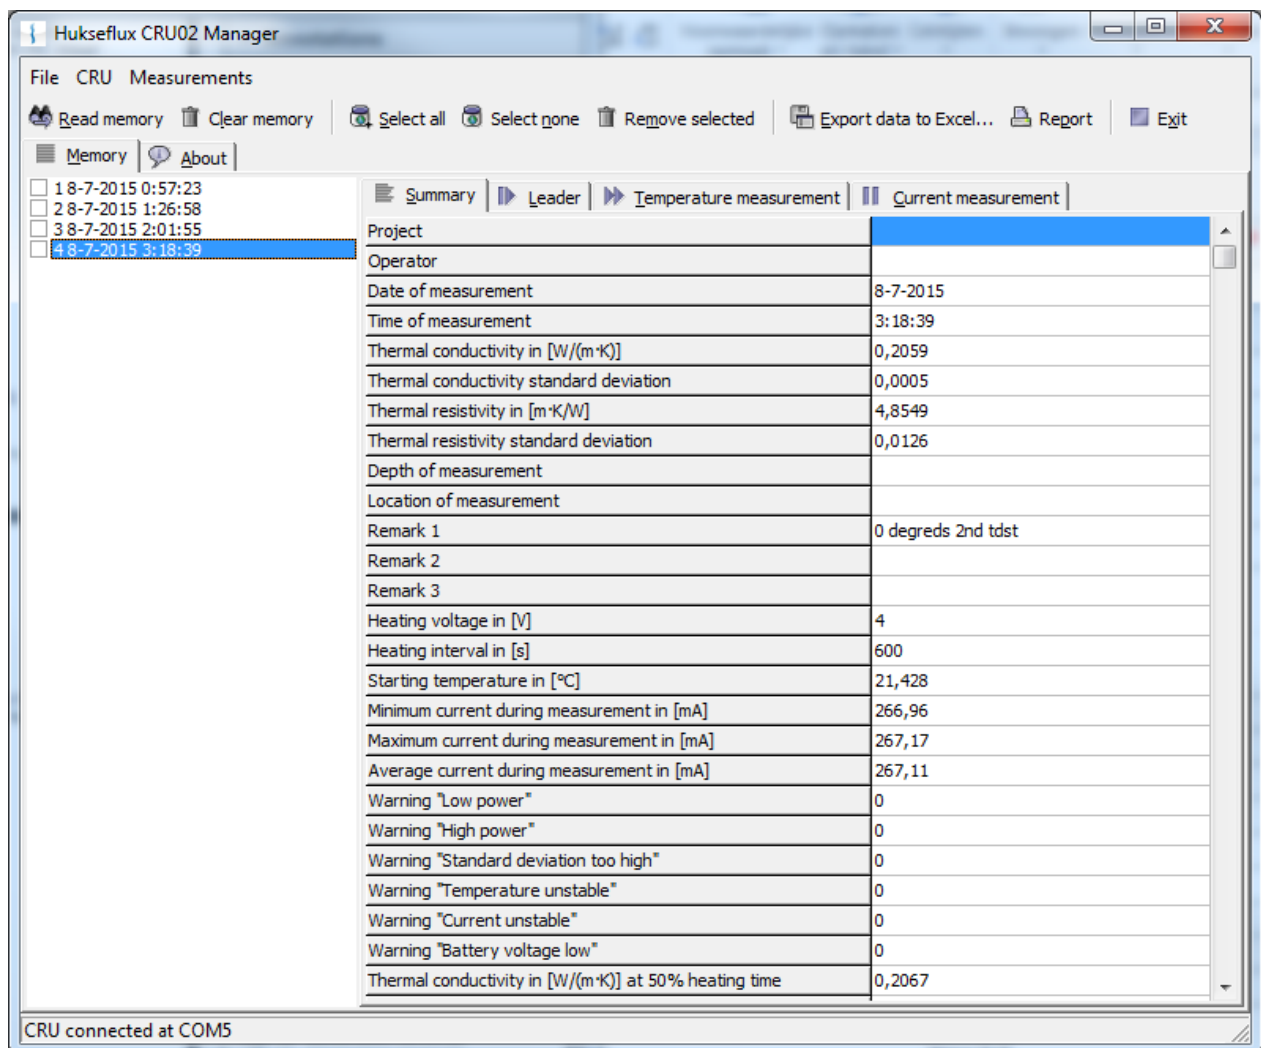 Hukseflux CRU02 Manager
File CRU Measurements
Read memory Clear memory Select all Select none Remove selected Export data to Excel... Report Exit
Memory About
1 8-7-2015 0:57:23
2 8-7-2015 1:26:58
3 8-7-2015 2:01:55
4 8-7-2015 3:18:39
Summary Leader Temperature measurement Current measurement
Project
Operator
Date of measurement 8-7-2015
Time of measurement 3:18:39
Thermal conductivity in [W/(m·K)] 0,2059
Thermal conductivity standard deviation 0,0005
Thermal resistivity in [m·K/W] 4,8549
Thermal resistivity standard deviation 0,0126
Depth of measurement
Location of measurement
Remark 1 0 degreds 2nd tdst
Remark 2
Remark 3
Heating voltage in [V] 4
Heating interval in [s] 600
Starting temperature in [°C] 21,428
Minimum current during measurement in [mA] 266,96
Maximum current during measurement in [mA] 267,17
Average current during measurement in [mA] 267,11
Warning "Low power" 0
Warning "High power" 0
Warning "Standard deviation too high" 0
Warning "Temperature unstable" 0
Warning "Current unstable" 0
Warning "Battery voltage low" 0
Thermal conductivity in [W/(m·K)] at 50% heating time 0,2067
CRU connected at COM5